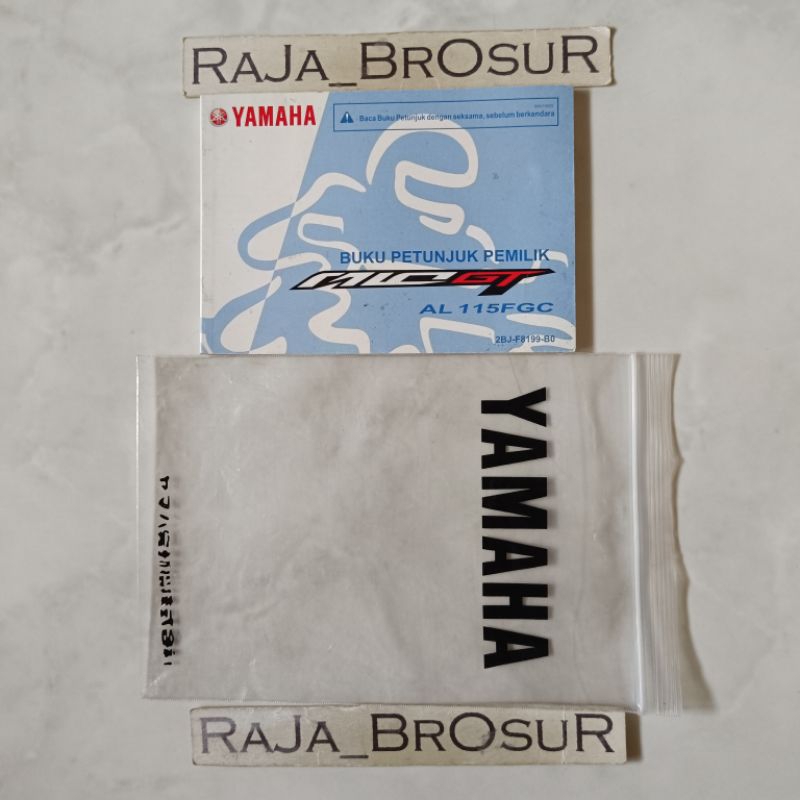 RAJA_BROSUR
YAMAHA
Baca Buku Petunjuk dengan seksama, sebelum berkendara
BUKU PETUNJUK PEMILIK
MIO GT
AL 115FGC
2BJ-F8199-B0
YAMAHA
RAJA_BROSUR